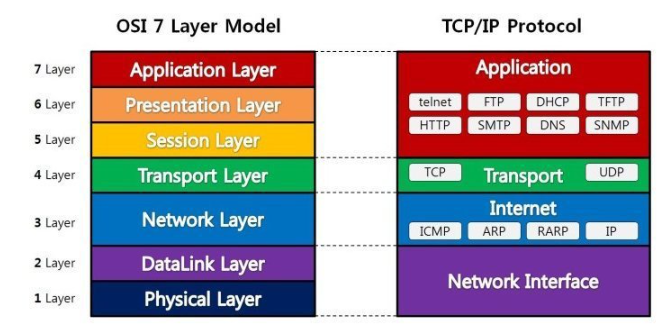 OSI 7 Layer Model
TCP/IP Protocol
7 Layer
Application Layer
6 Layer
Presentation Layer
5 Layer
Session Layer
4 Layer
Transport Layer
3 Layer
Network Layer
2 Layer
DataLink Layer
1 Layer
Physical Layer
Application
telnet FTP DHCP TFTP
HTTP SMTP DNS SNMP
TCP Transport UDP
Internet
ICMP ARP RARP IP
Network Interface